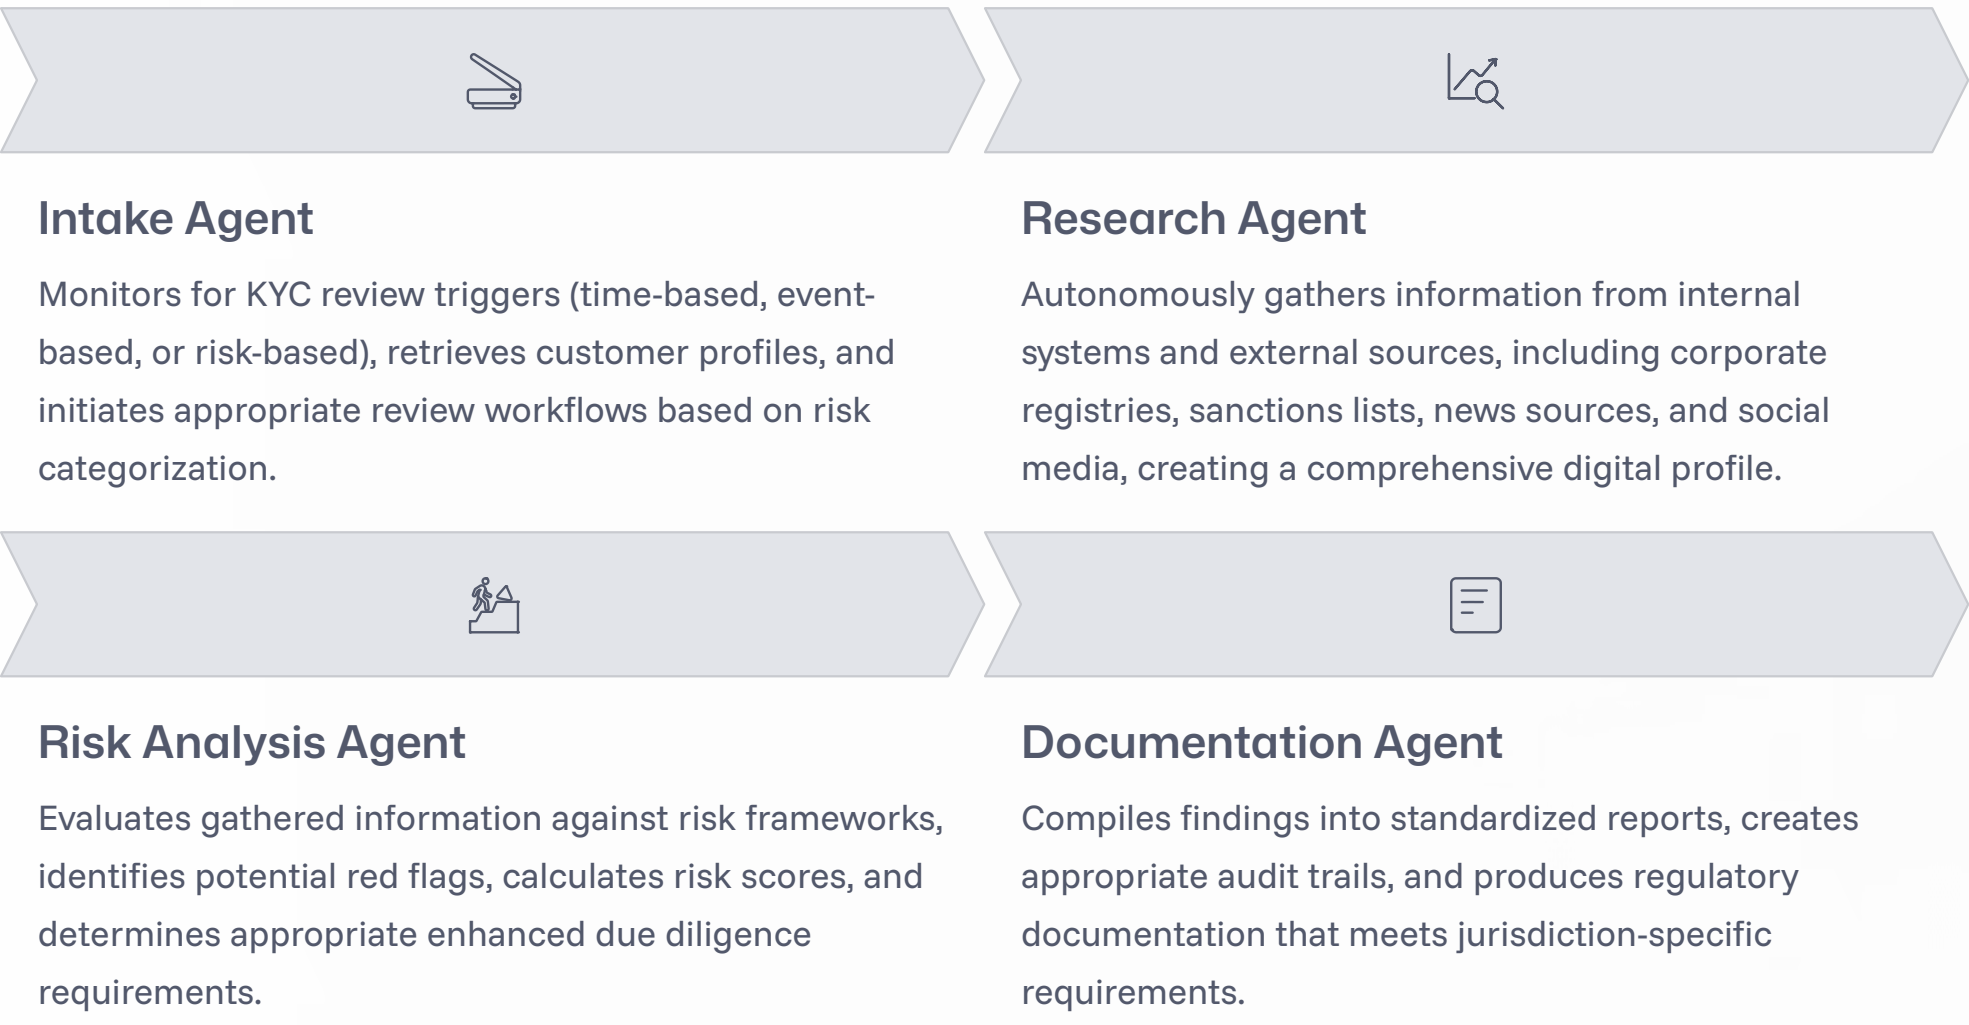 Intake Agent
Monitors for KYC review triggers (time-based, event-
based, or risk-based), retrieves customer profiles, and
initiates appropriate review workflows based on risk
categorization.
Research Agent
Autonomously gathers information from internal
systems and external sources, including corporate
registries, sanctions lists, news sources, and social
media, creating a comprehensive digital profile.
Risk Analysis Agent
Evaluates gathered information against risk frameworks,
identifies potential red flags, calculates risk scores, and
determines appropriate enhanced due diligence
requirements.
Documentation Agent
Compiles findings into standardized reports, creates
appropriate audit trails, and produces regulatory
documentation that meets jurisdiction-specific
requirements.